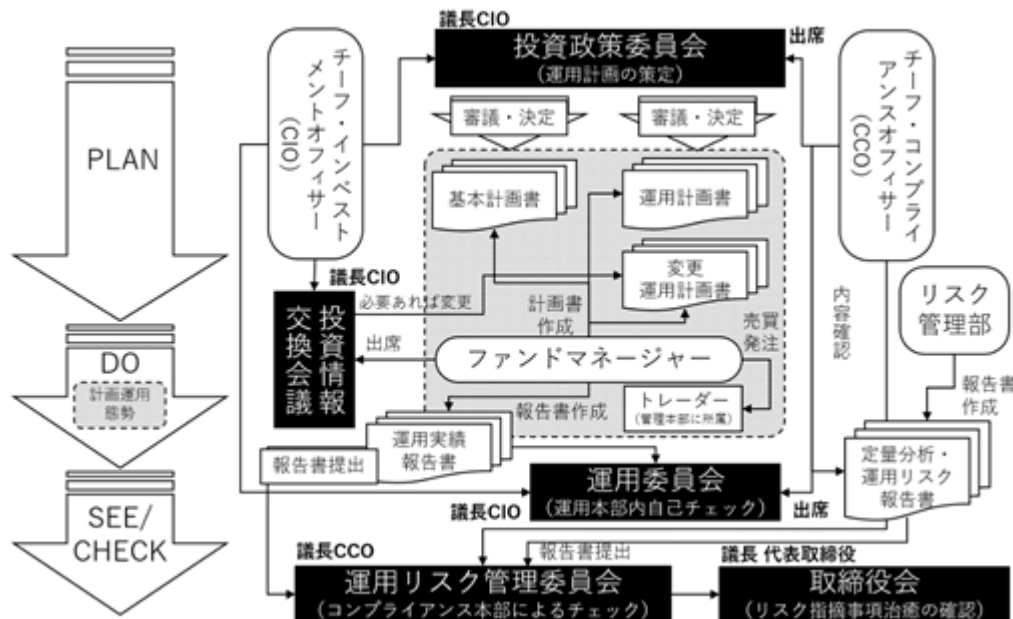 議長CIO
投資政策委員会
(運用計画の策定)
出席
チーフ・インベスト
メントオフィサー
(CIO)
チーフ・コンプライ
アンスオフィサー
(CCO)
PLAN
審議・決定
審議・決定
基本計画書
運用計画書
変更
運用計画書
議長CIO
必要あれば変更
投資情報
交換会議
出席
計画書
作成
売買
発注
ファンドマネージャー
内容確認
リスク
管理部
DO
計画運用
態勢
報告書作成
トレーダー
(管理本部に所属)
報告書
作成
運用実績
報告書
報告書提出
定量分析・
運用リスク
報告書
運用委員会
(運用本部内自己チェック)
議長CIO
出席
SEE/
CHECK
議長CCO
報告書提出
議長 代表取締役
運用リスク管理委員会
(コンプライアンス本部によるチェック)
取締役会
(リスク指摘事項治癒の確認)